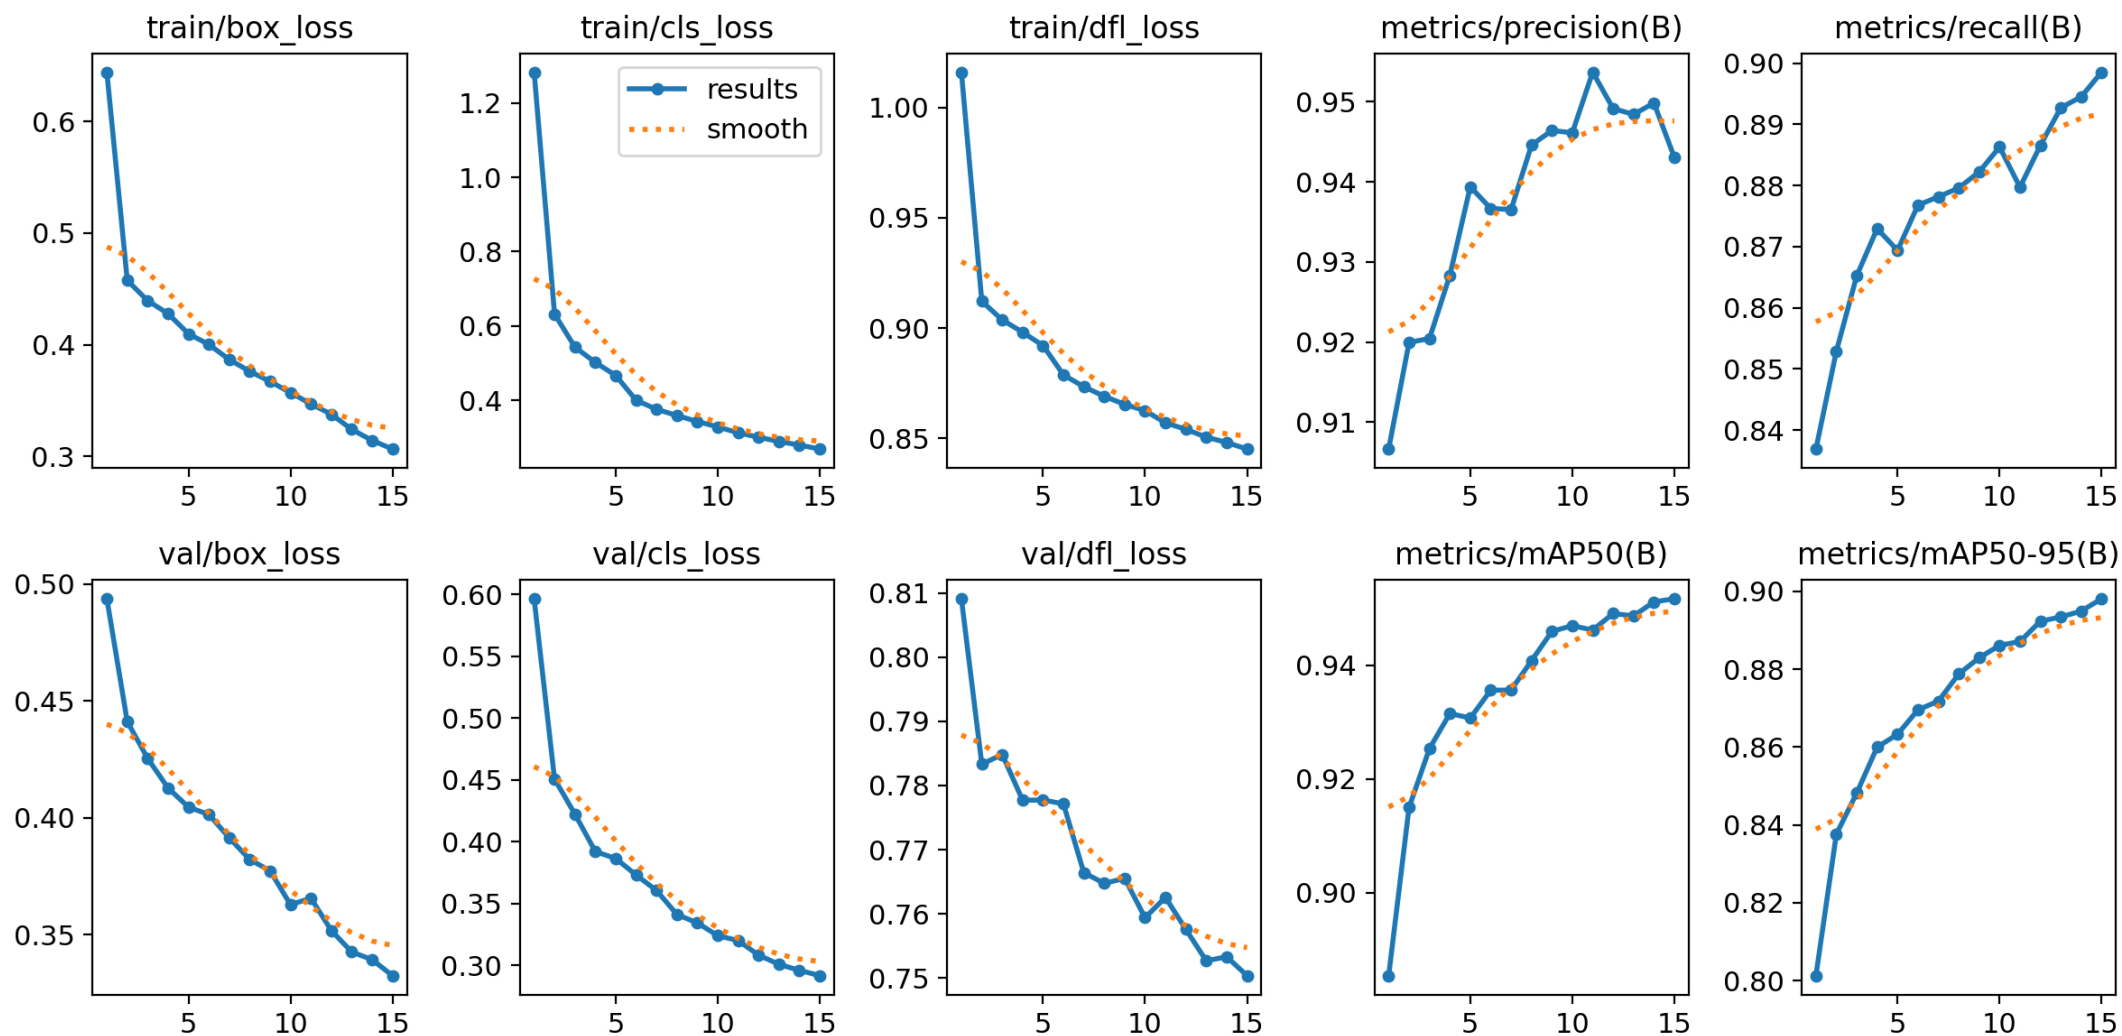 train/box_loss
0.6
0.5
0.4
0.3
5 10 15
train/cls_loss
results
smooth
1.2
1.0
0.8
0.6
0.4
5 10 15
train/dfl_loss
1.00
0.95
0.90
0.85
5 10 15
metrics/precision(B)
0.95
0.94
0.93
0.92
0.91
5 10 15
metrics/recall(B)
0.90
0.89
0.88
0.87
0.86
0.85
0.84
5 10 15
val/box_loss
0.50
0.45
0.40
0.35
5 10 15
val/cls_loss
0.60
0.55
0.50
0.45
0.40
0.35
0.30
5 10 15
val/dfl_loss
0.81
0.80
0.79
0.78
0.77
0.76
0.75
5 10 15
metrics/mAP50(B)
0.94
0.92
0.90
5 10 15
metrics/mAP50-95(B)
0.90
0.88
0.86
0.84
0.82
0.80
5 10 15